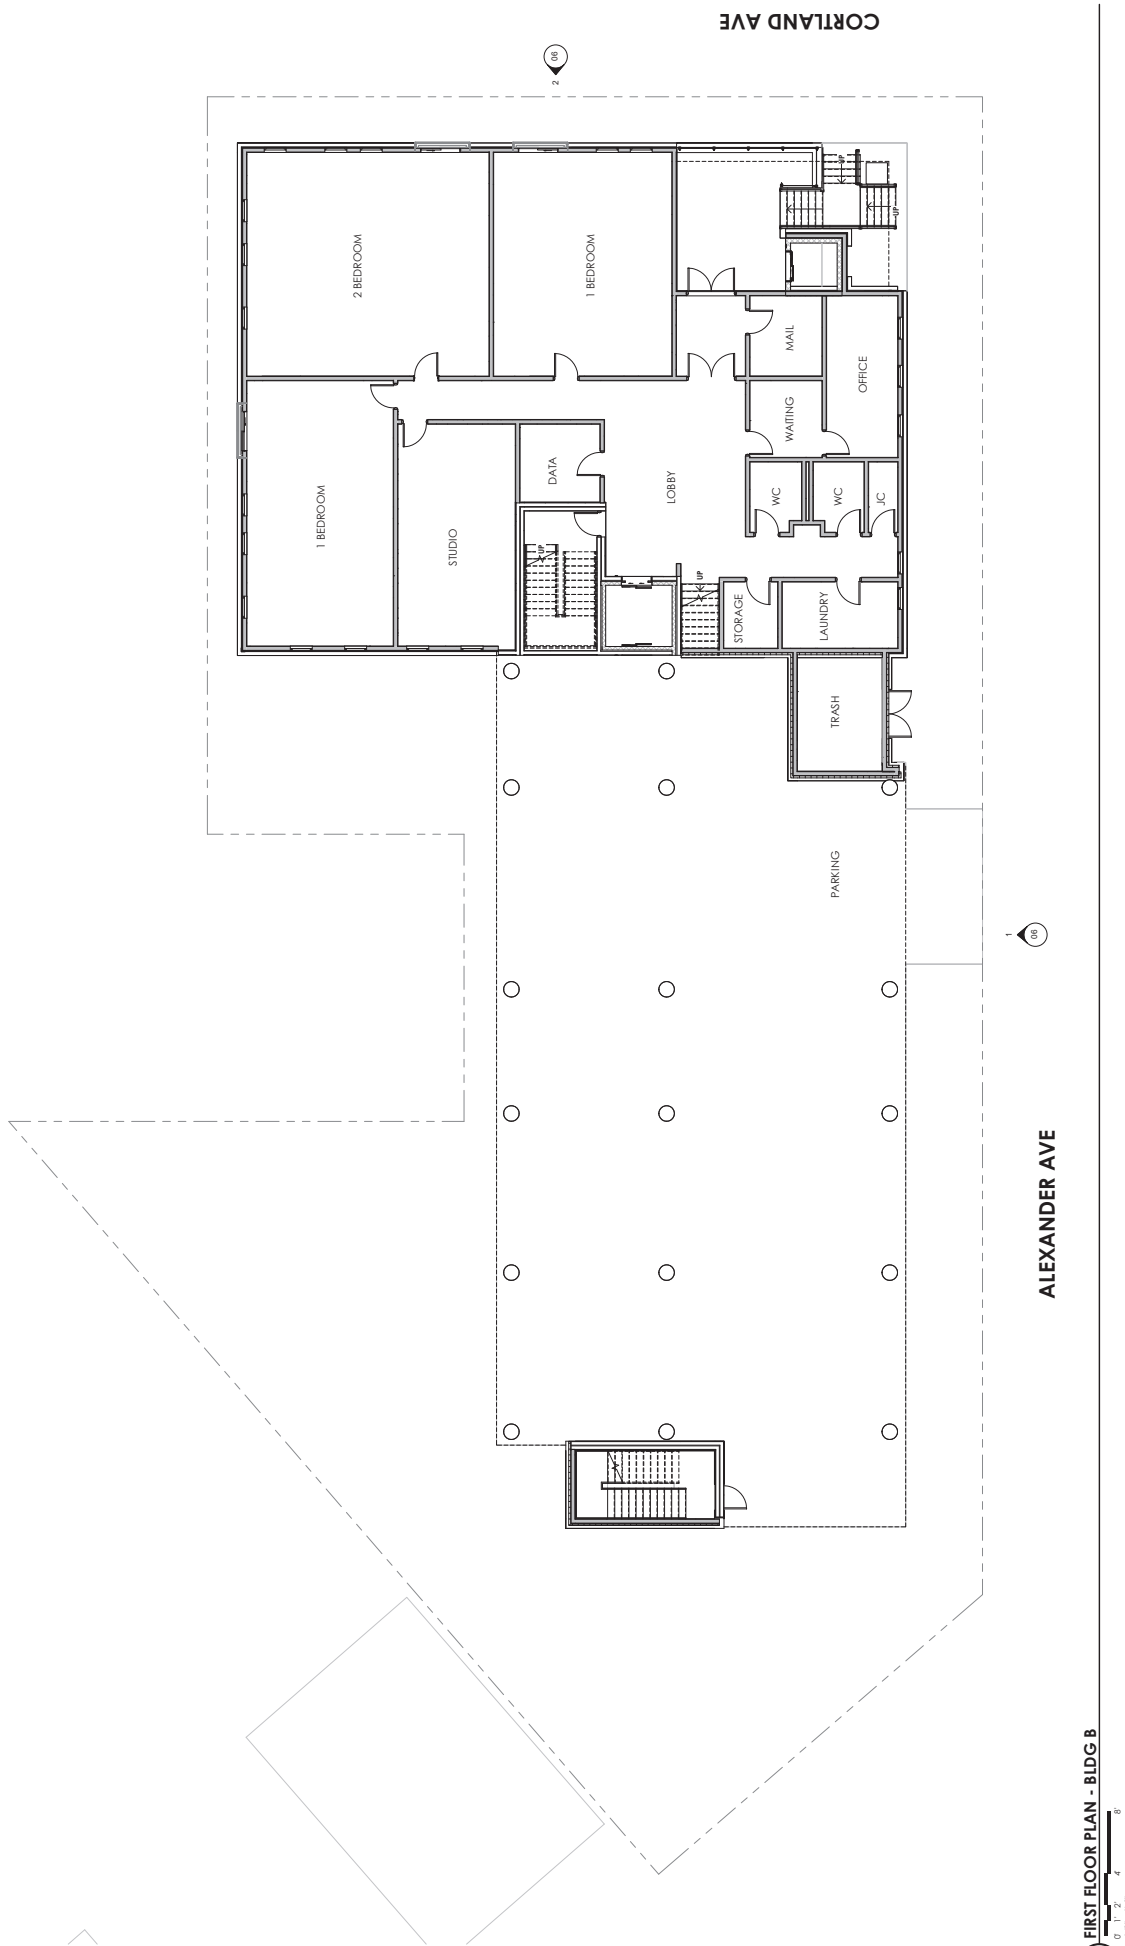 CORTLAND AVE
06
2
2 BEDROOM
1 BEDROOM
UP
UP
MAIL
OFFICE
WAITING
1 BEDROOM
STUDIO
DATA
LOBBY
WC
WC
JC
UP
UP
STORAGE
LAUNDRY
TRASH
PARKING
1
06
ALEXANDER AVE
FIRST FLOOR PLAN - BLDG B
0' 1' 2' 4' 8'